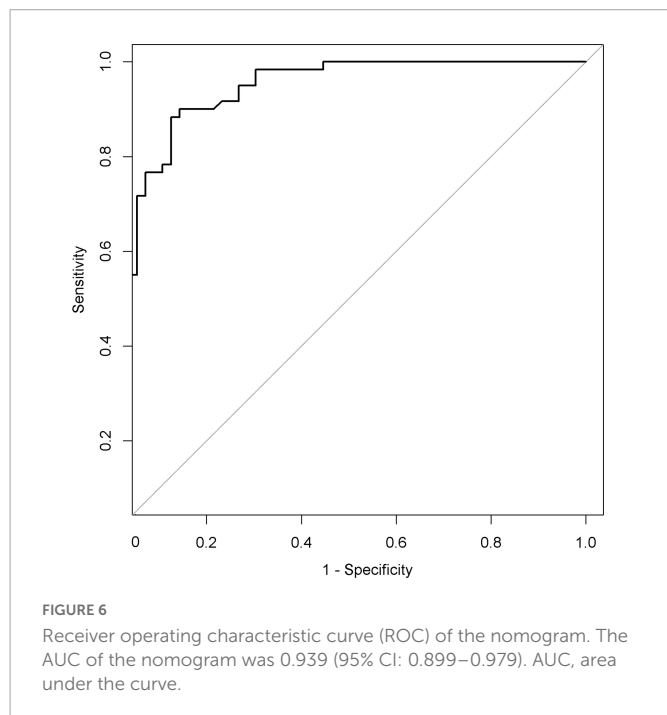 1.0
0.8
0.6
0.4
0.2
Sensitivity
0 0.2 0.4 0.6 0.8 1.0
1 - Specificity
FIGURE 6
Receiver operating characteristic curve (ROC) of the nomogram. The
AUC of the nomogram was 0.939 (95% CI: 0.899–0.979). AUC, area
under the curve.